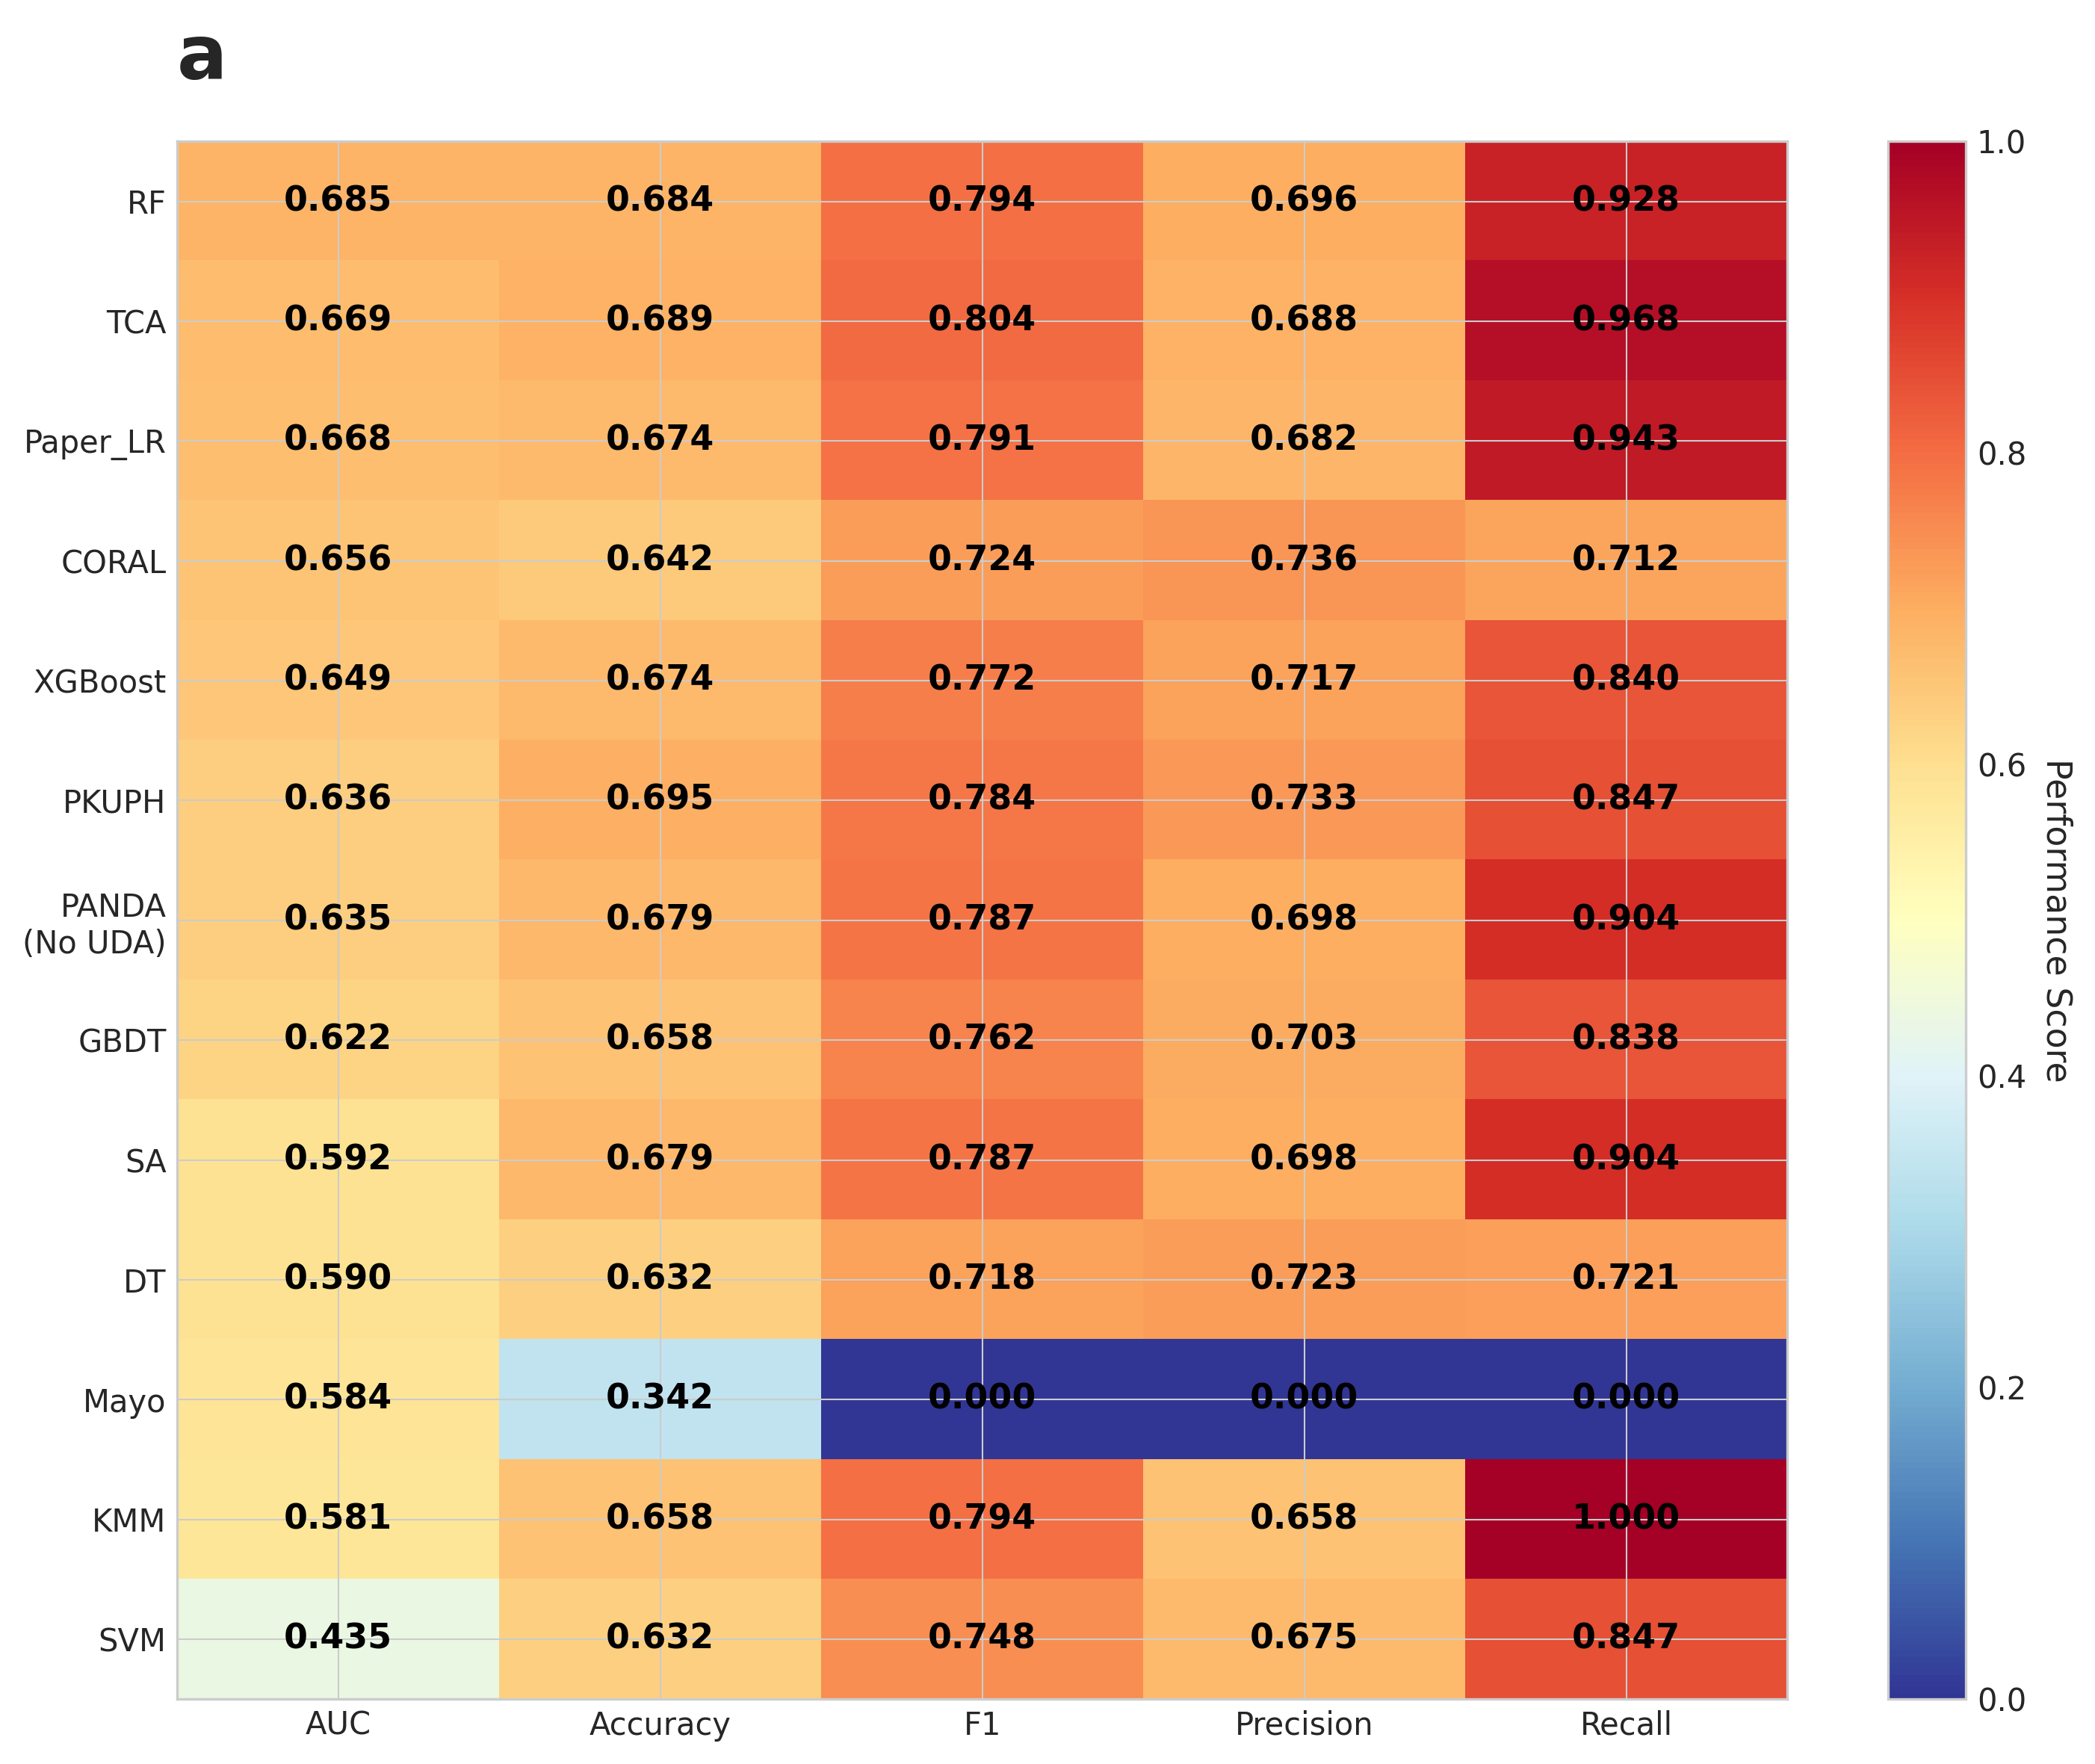 a
RF 0.685 0.684 0.794 0.696 0.928
TCA 0.669 0.689 0.804 0.688 0.968
Paper_LR 0.668 0.674 0.791 0.682 0.943
CORAL 0.656 0.642 0.724 0.736 0.712
XGBoost 0.649 0.674 0.772 0.717 0.840
PKUPH 0.636 0.695 0.784 0.733 0.847
PANDA
(No UDA) 0.635 0.679 0.787 0.698 0.904
GBDT 0.622 0.658 0.762 0.703 0.838
SA 0.592 0.679 0.787 0.698 0.904
DT 0.590 0.632 0.718 0.723 0.721
Mayo 0.584 0.342 0.000 0.000 0.000
KMM 0.581 0.658 0.794 0.658 1.000
SVM 0.435 0.632 0.748 0.675 0.847
AUC Accuracy F1 Precision Recall
1.0
0.8
0.6
0.4
0.2
0.0
Performance Score